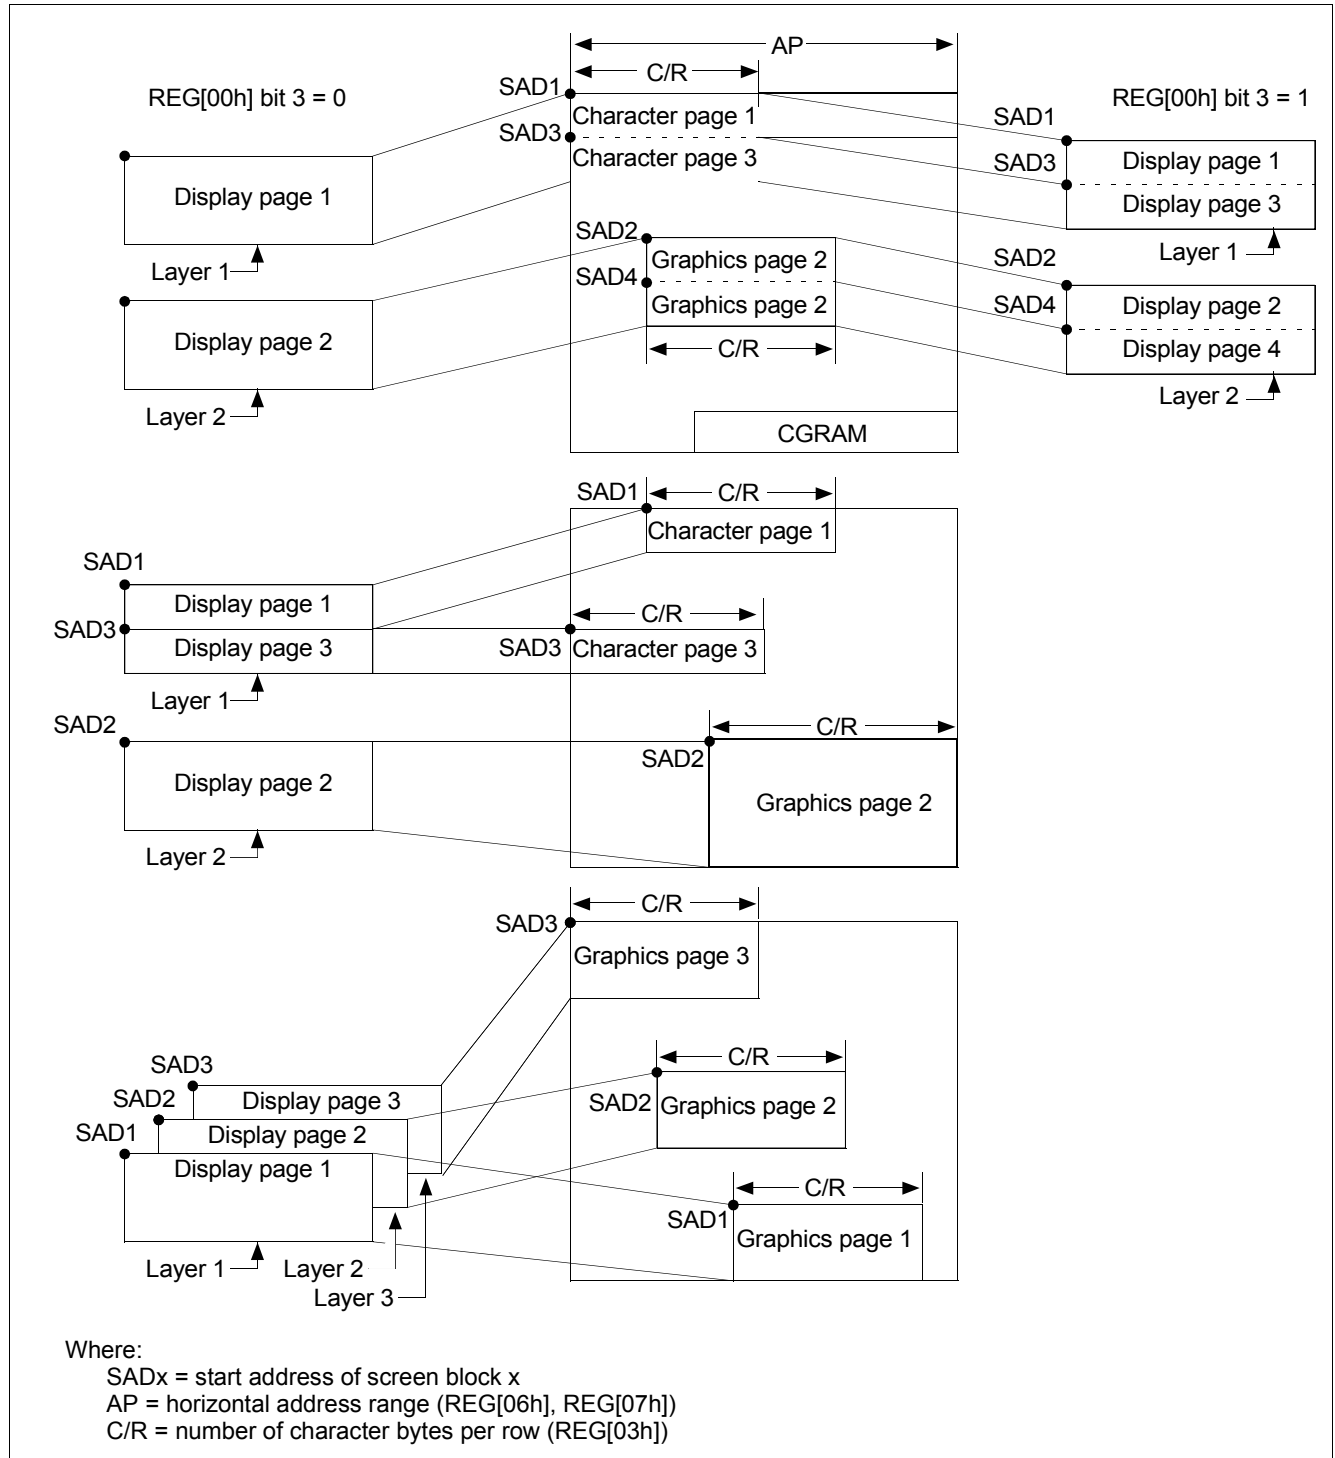 AP
C/R
REG[00h] bit 3 = 0
SAD1
REG[00h] bit 3 = 1
Character page 1
SAD1
SAD3
Character page 3
Display page 1
SAD3
Display page 1
Display page 3
SAD2
Layer 1
Layer 1
Graphics page 2
SAD2
SAD4
Graphics page 2
SAD4
Display page 2
Display page 2
C/R
Display page 4
Layer 2
Layer 2
CGRAM
SAD1
C/R
Character page 1
SAD1
Display page 1
C/R
SAD3
Display page 3
SAD3
Character page 3
Layer 1
SAD2
C/R
SAD2
Display page 2
Graphics page 2
Layer 2
C/R
SAD3
Graphics page 3
SAD3
C/R
Display page 3
SAD2
SAD2
Graphics page 2
SAD1
Display page 2
Display page 1
C/R
SAD1
Graphics page 1
Layer 1
Layer 2
Layer 3
Where:
SADx = start address of screen block x
AP = horizontal address range (REG[06h], REG[07h])
C/R = number of character bytes per row (REG[03h])